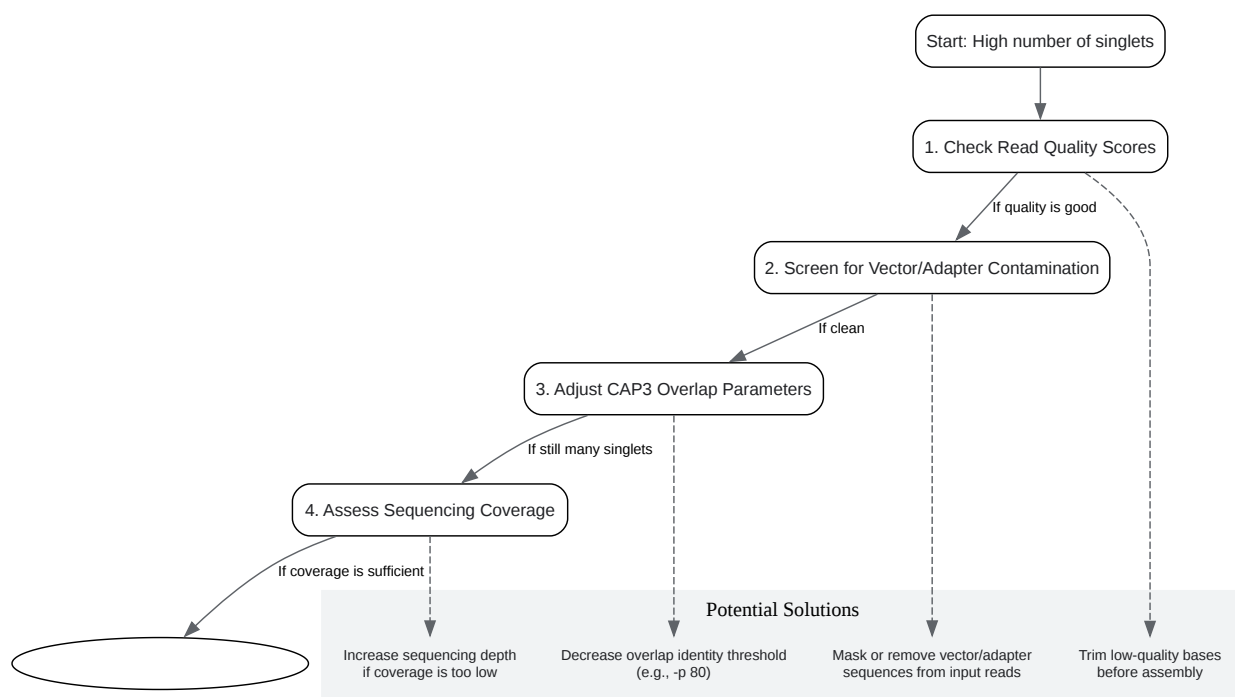 Start: High number of singlets
1. Check Read Quality Scores
If quality is good
2. Screen for Vector/Adapter Contamination
If clean
3. Adjust CAP3 Overlap Parameters
If still many singlets
4. Assess Sequencing Coverage
If coverage is sufficient
Potential Solutions
Increase sequencing depth
if coverage is too low
Decrease overlap identity threshold
(e.g., -p 80)
Mask or remove vector/adapter
sequences from input reads
Trim low-quality bases
before assembly